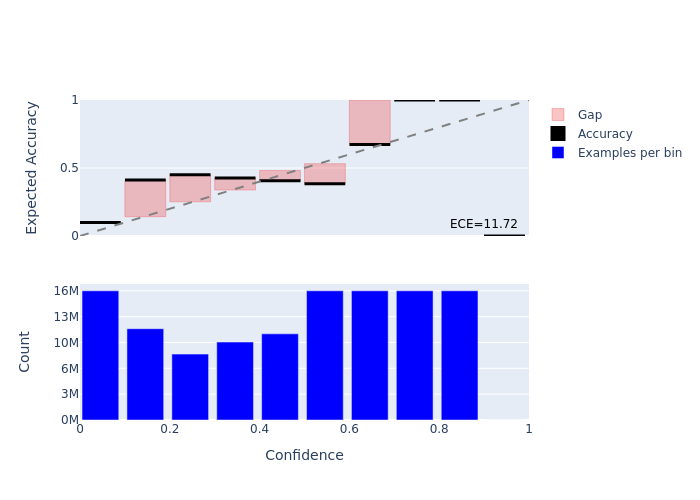 1
0.5
0
Expected Accuracy
ECE=11.72
Gap
Accuracy
Examples per bin
16M
13M
10M
6M
3M
0M
Count
0 0.2 0.4 0.6 0.8 1
Confidence